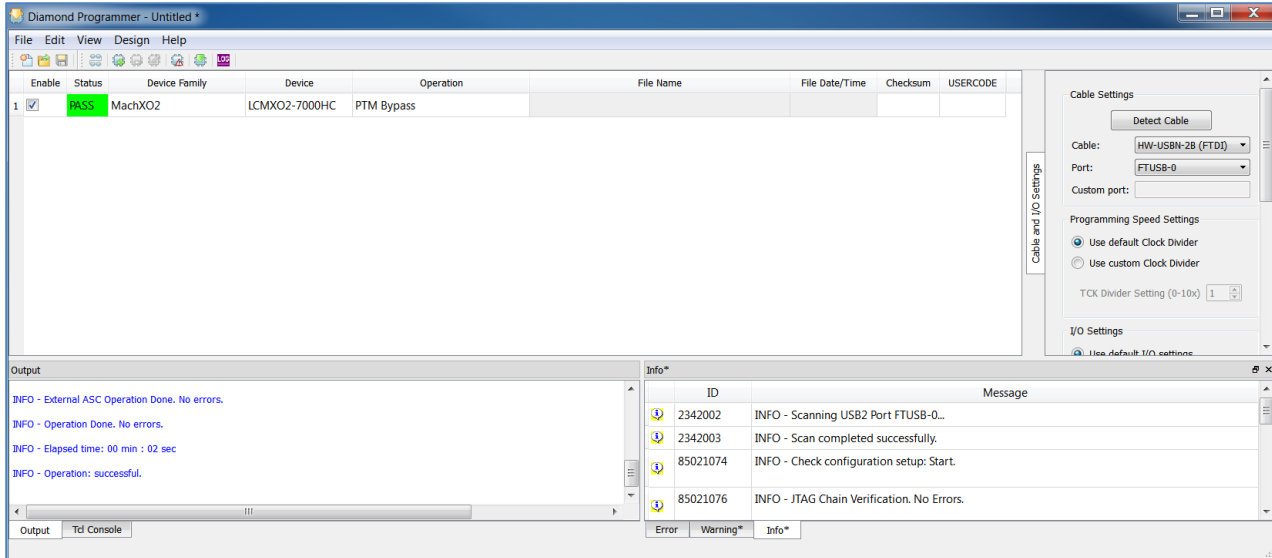 Diamond Programmer - Untitled *
File Edit View Design Help
LOG
Enable Status Device Family Device Operation File Name File Date/Time Checksum USERCODE
1 PASS MachXO2 LCMXO2-7000HC PTM Bypass
Cable and I/O Settings
Cable Settings
Detect Cable
Cable: HW-USBN-2B (FTDI)
Port: FTUSB-0
Custom port:
Programming Speed Settings
Use default Clock Divider
Use custom Clock Divider
TCK Divider Setting (0-10x) 1
I/O Settings
Use default I/O settings
Output
INFO - External ASC Operation Done. No errors.
INFO - Operation Done. No errors.
INFO - Elapsed time: 00 min : 02 sec
INFO - Operation: successful.
Output Tcl Console
Info*
ID Message
2342002 INFO - Scanning USB2 Port FTUSB-0...
2342003 INFO - Scan completed successfully.
85021074 INFO - Check configuration setup: Start.
85021076 INFO - JTAG Chain Verification. No Errors.
Error Warning* Info*